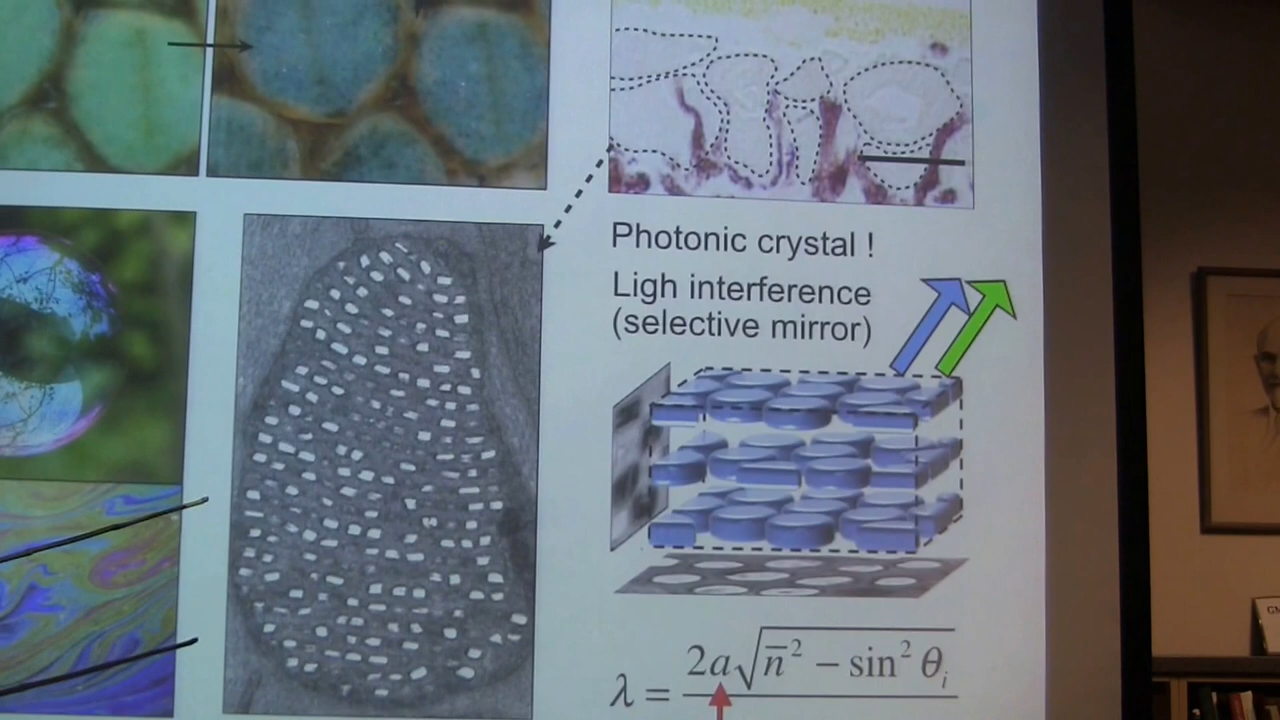 Photonic crystal !
Ligh interference
(selective mirror)
λ = 2a√n̅² − sin² θᵢ